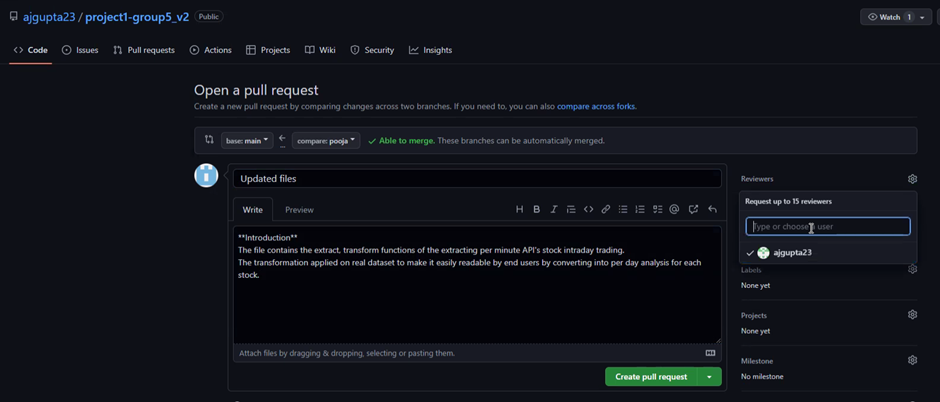 ajgupta23 / project1-group5_v2 Public
Watch 1
Code Issues Pull requests Actions Projects Wiki Security Insights
Open a pull request
Create a new pull request by comparing changes across two branches. If you need to, you can also compare across forks.
base: main compare: pooja Able to merge. These branches can be automatically merged.
Updated files
Write Preview
**Introduction**
The file contains the extract, transform functions of the extracting per minute API's stock intraday trading.
The transformation applied on real dataset to make it easily readable by end users by converting into per day analysis for each
stock.
Attach files by dragging & dropping, selecting or pasting them.
Create pull request
Reviewers
Request up to 15 reviewers
Type or choose a user
ajgupta23
Labels
None yet
Projects
None yet
Milestone
No milestone